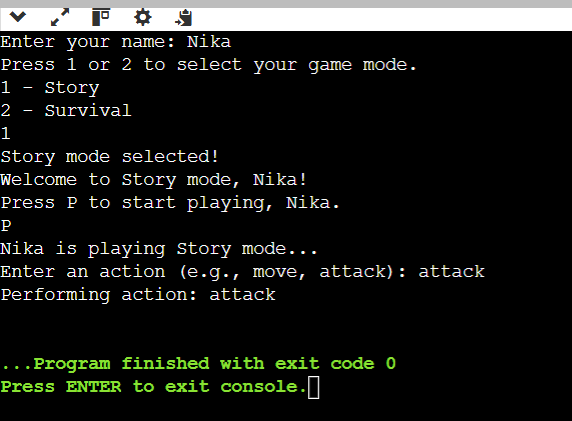 Enter your name: Nika
Press 1 or 2 to select your game mode.
1 - Story
2 - Survival
1
Story mode selected!
Welcome to Story mode, Nika!
Press P to start playing, Nika.
P
Nika is playing Story mode...
Enter an action (e.g., move, attack): attack
Performing action: attack
...Program finished with exit code 0
Press ENTER to exit console.